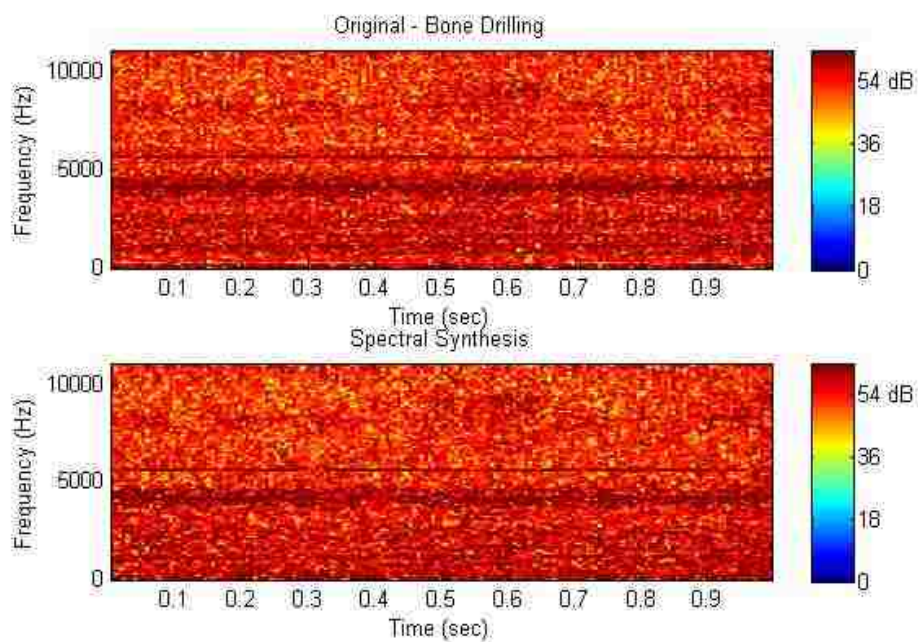 Original - Bone Drilling
Frequency (Hz)
10000
5000
0
0.1 0.2 0.3 0.4 0.5 0.6 0.7 0.8 0.9
Time (sec)
54 dB
36
18
0
Spectral Synthesis
Frequency (Hz)
10000
5000
0
0.1 0.2 0.3 0.4 0.5 0.6 0.7 0.8 0.9
Time (sec)
54 dB
36
18
0